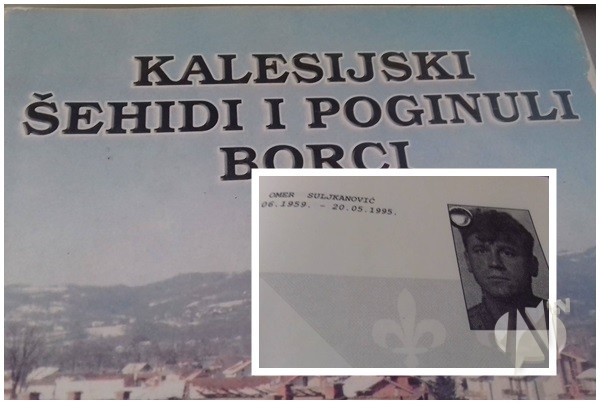 KALESIJSKI
ŠEHIDI I POGINULI
BORCI
OMER SULJKANOVIĆ
06.1959. - 20.05.1995.